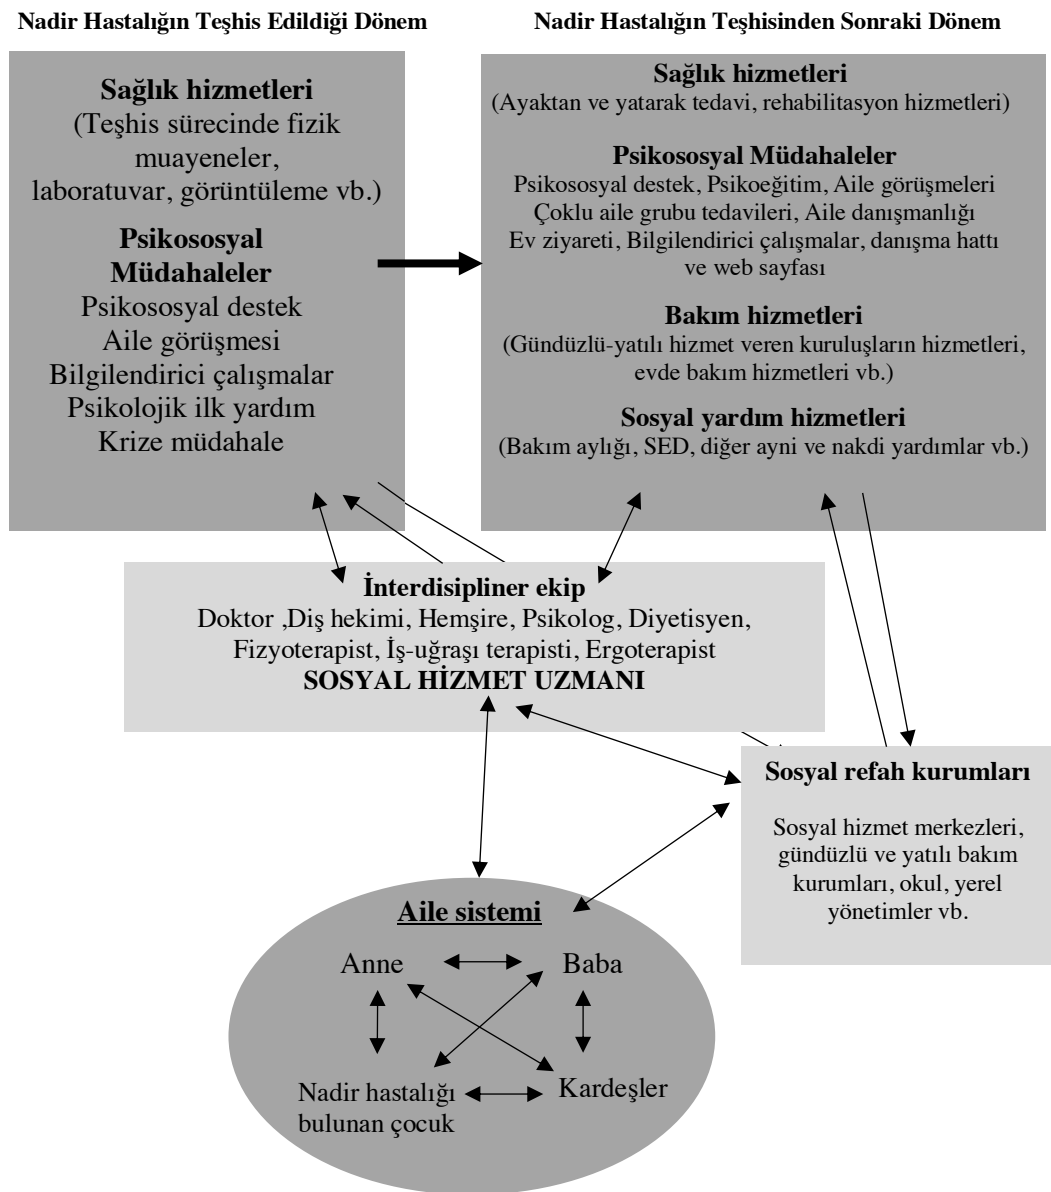 Nadir Hastalığın Teşhis Edildiği Dönem
Sağlık hizmetleri
(Teşhis sürecinde fizik
muayeneler,
laboratuvar, görüntüleme vb.)
Psikososyal
Müdahaleler
Psikososyal destek
Aile görüşmesi
Bilgilendirici çalışmalar
Psikolojik ilk yardım
Krize müdahale
Nadir Hastalığın Teşhisinden Sonraki Dönem
Sağlık hizmetleri
(Ayaktan ve yatarak tedavi, rehabilitasyon hizmetleri)
Psikososyal Müdahaleler
Psikososyal destek, Psikoeğitim, Aile görüşmeleri
Çoklu aile grubu tedavileri, Aile danışmanlığı
Ev ziyareti, Bilgilendirici çalışmalar, danışma hattı
ve web sayfası
Bakım hizmetleri
(Gündüzlü-yatılı hizmet veren kuruluşların hizmetleri,
evde bakım hizmetleri vb.)
Sosyal yardım hizmetleri
(Bakım aylığı, SED, diğer ayni ve nakdi yardımlar vb.)
İnterdisipliner ekip
Doktor ,Diş hekimi, Hemşire, Psikolog, Diyetisyen,
Fizyoterapist, İş-uğraşı terapisti, Ergoterapist
SOSYAL HİZMET UZMANI
Sosyal refah kurumları
Sosyal hizmet merkezleri,
gündüzlü ve yatılı bakım
kurumları, okul, yerel
yönetimler vb.
Aile sistemi
Anne
Baba
Nadir hastalığı
bulunan çocuk
Kardeşler